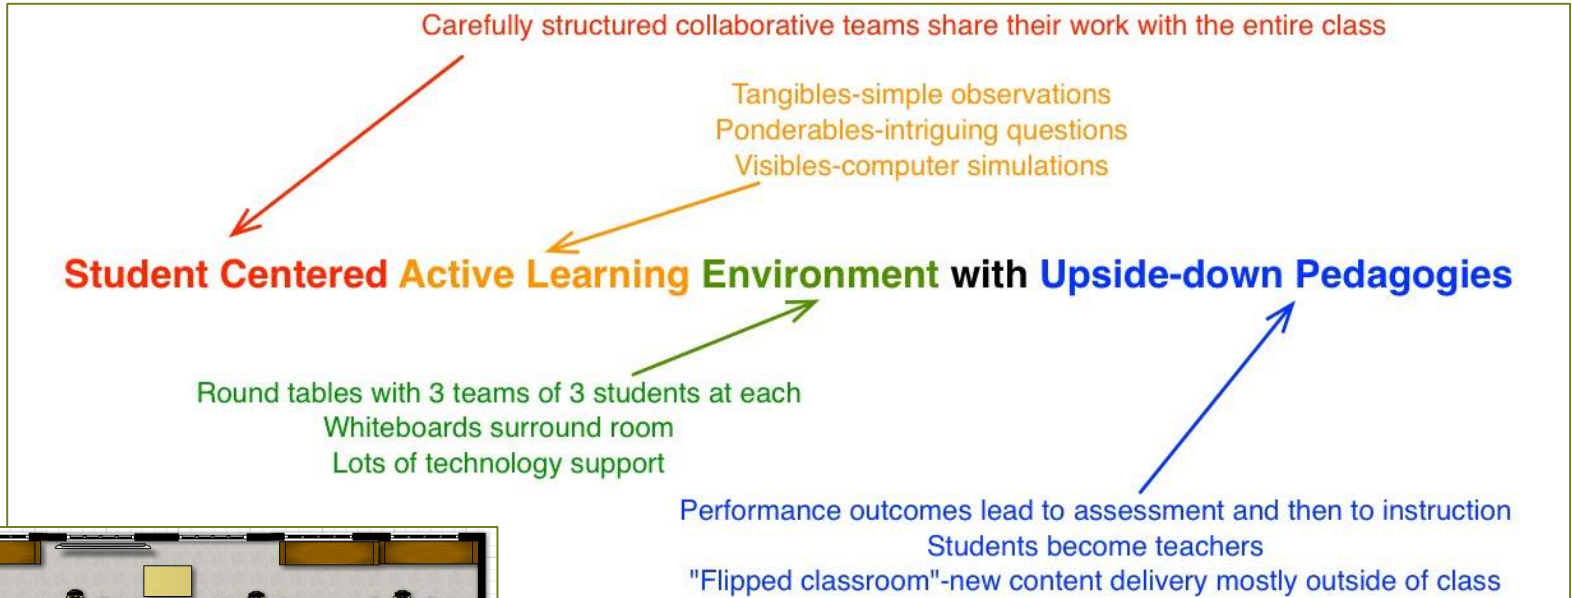 Carefully structured collaborative teams share their work with the entire class
Tangibles-simple observations
Ponderables-intriguing questions
Visibles-computer simulations
Student Centered Active Learning Environment with Upside-down Pedagogies
Round tables with 3 teams of 3 students at each
Whiteboards surround room
Lots of technology support
Performance outcomes lead to assessment and then to instruction
Students become teachers
"Flipped classroom"-new content delivery mostly outside of class